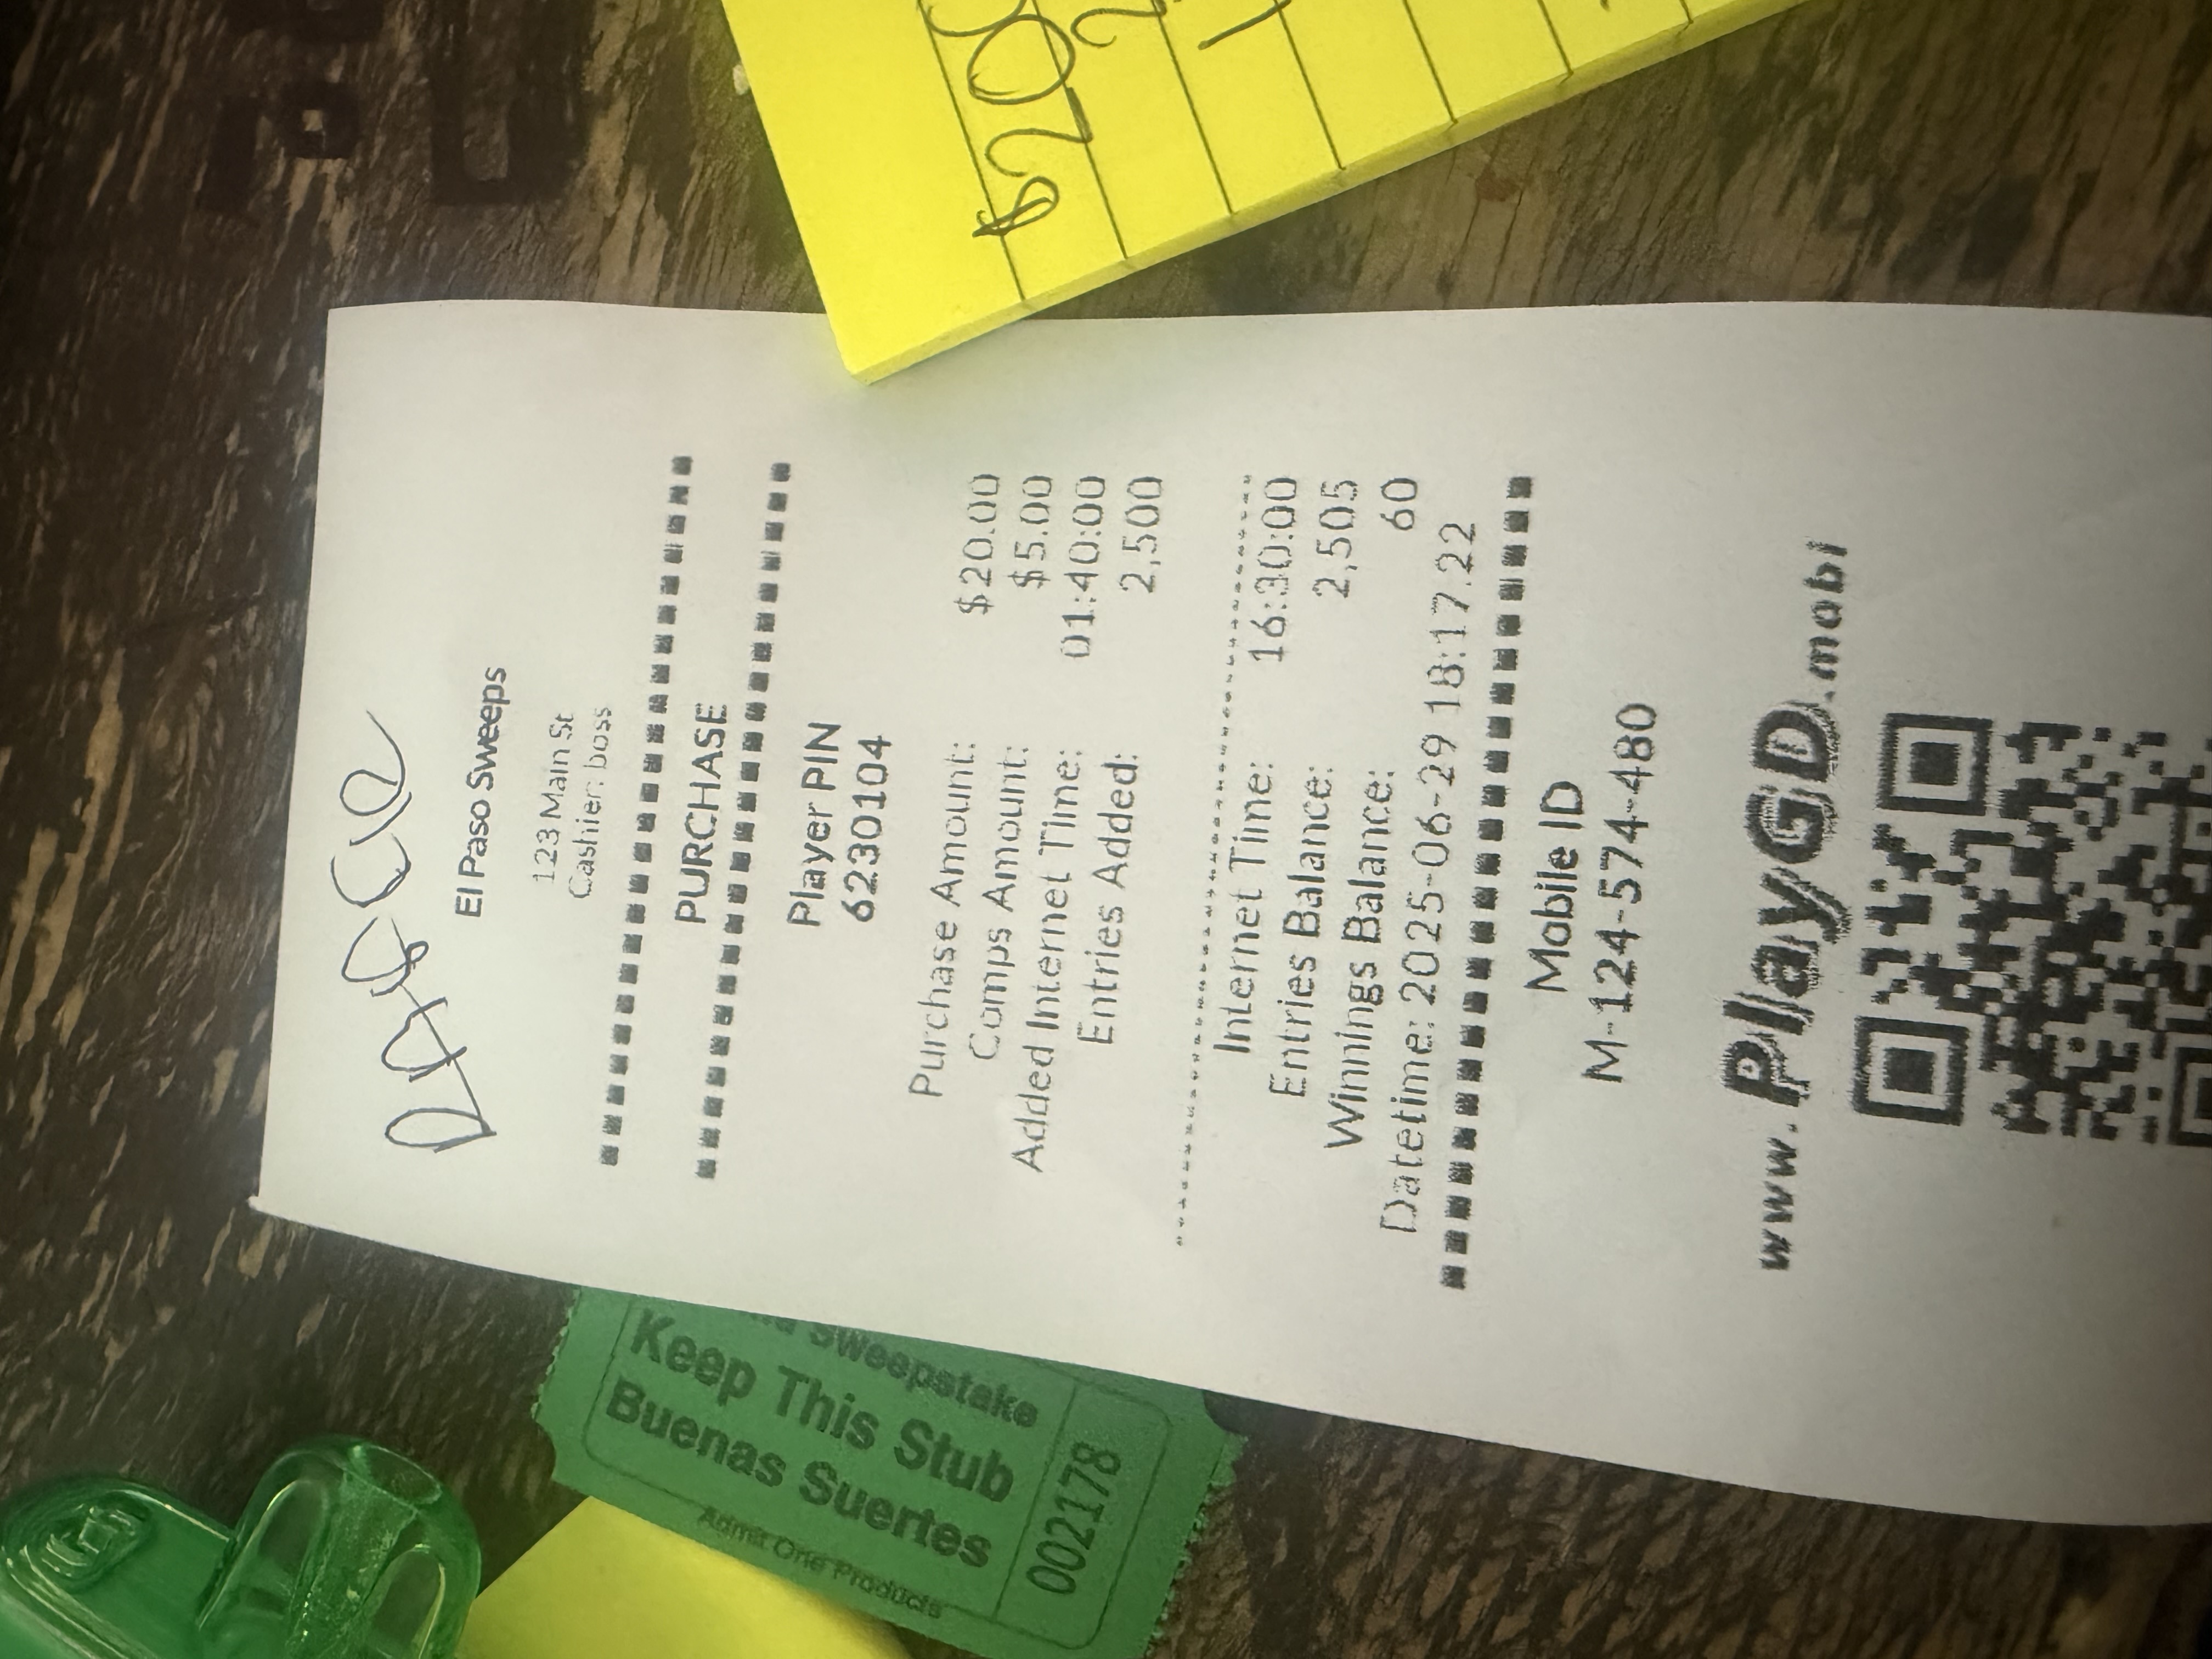 El Paso Sweeps
123 Main St
Cashier: boss
PURCHASE
Player PIN
6230104
Purchase Amount: $20.00
Comps Amount: $5.00
Added Internet Time: 01:40:00
Entries Added: 2,500
Internet Time: 16:30:00
Entries Balance: 2,505
Winnings Balance: 60
Datetime: 2025-06-29 18:17:22
Mobile ID
M-124-574-480
www.PlayGD.mobi
$20
Sweepstake
Keep This Stub
Buenas Suertes
Admit One Products
002178